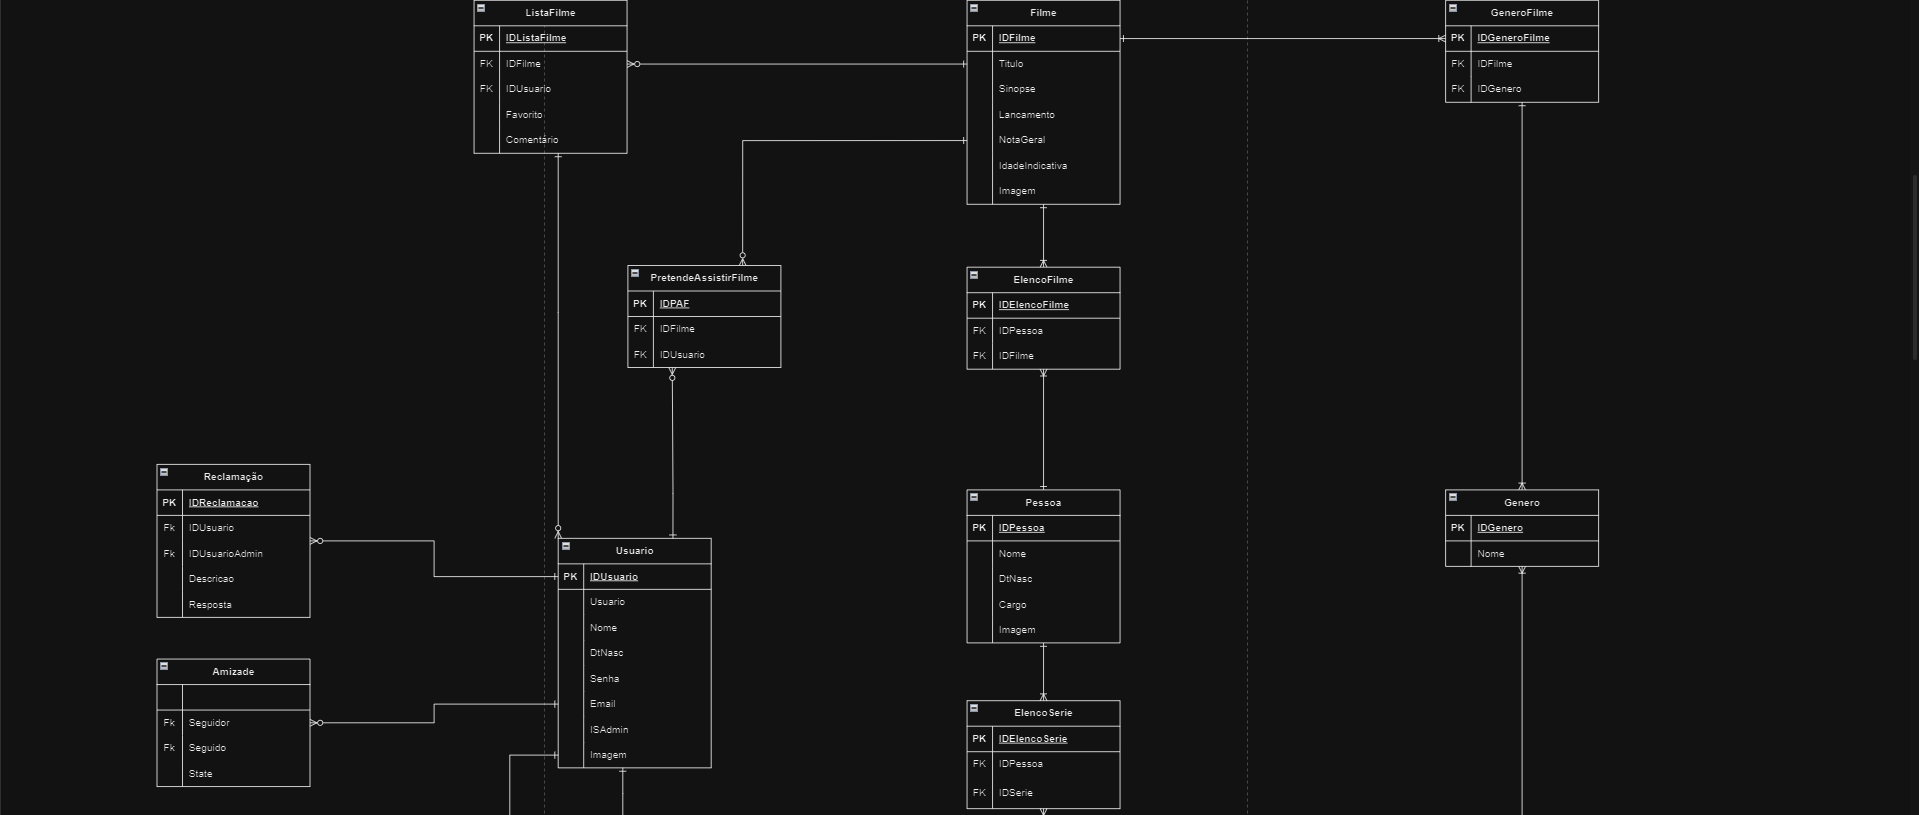 ListaFilme
PK IDListaFilme
FK IDFilme
FK IDUsuario
Favorito
Comentário
Filme
PK IDFilme
Titulo
Sinopse
Lancamento
NotaGeral
IdadeIndicativa
Imagem
GeneroFilme
PK IDGeneroFilme
FK IDFilme
FK IDGenero
PretendeAssistirFilme
PK IDPAF
FK IDFilme
FK IDUsuario
ElencoFilme
PK IDElencoFilme
FK IDPessoa
FK IDFilme
Reclamação
PK IDReclamacao
Fk IDUsuario
Fk IDUsuarioAdmin
Descricao
Resposta
Usuario
PK IDUsuario
Usuario
Nome
DtNasc
Senha
Email
ISAdmin
Imagem
Pessoa
PK IDPessoa
Nome
DtNasc
Cargo
Imagem
Genero
PK IDGenero
Nome
Amizade
Fk Seguidor
Fk Seguido
State
ElencoSerie
PK IDElencoSerie
FK IDPessoa
FK IDSerie